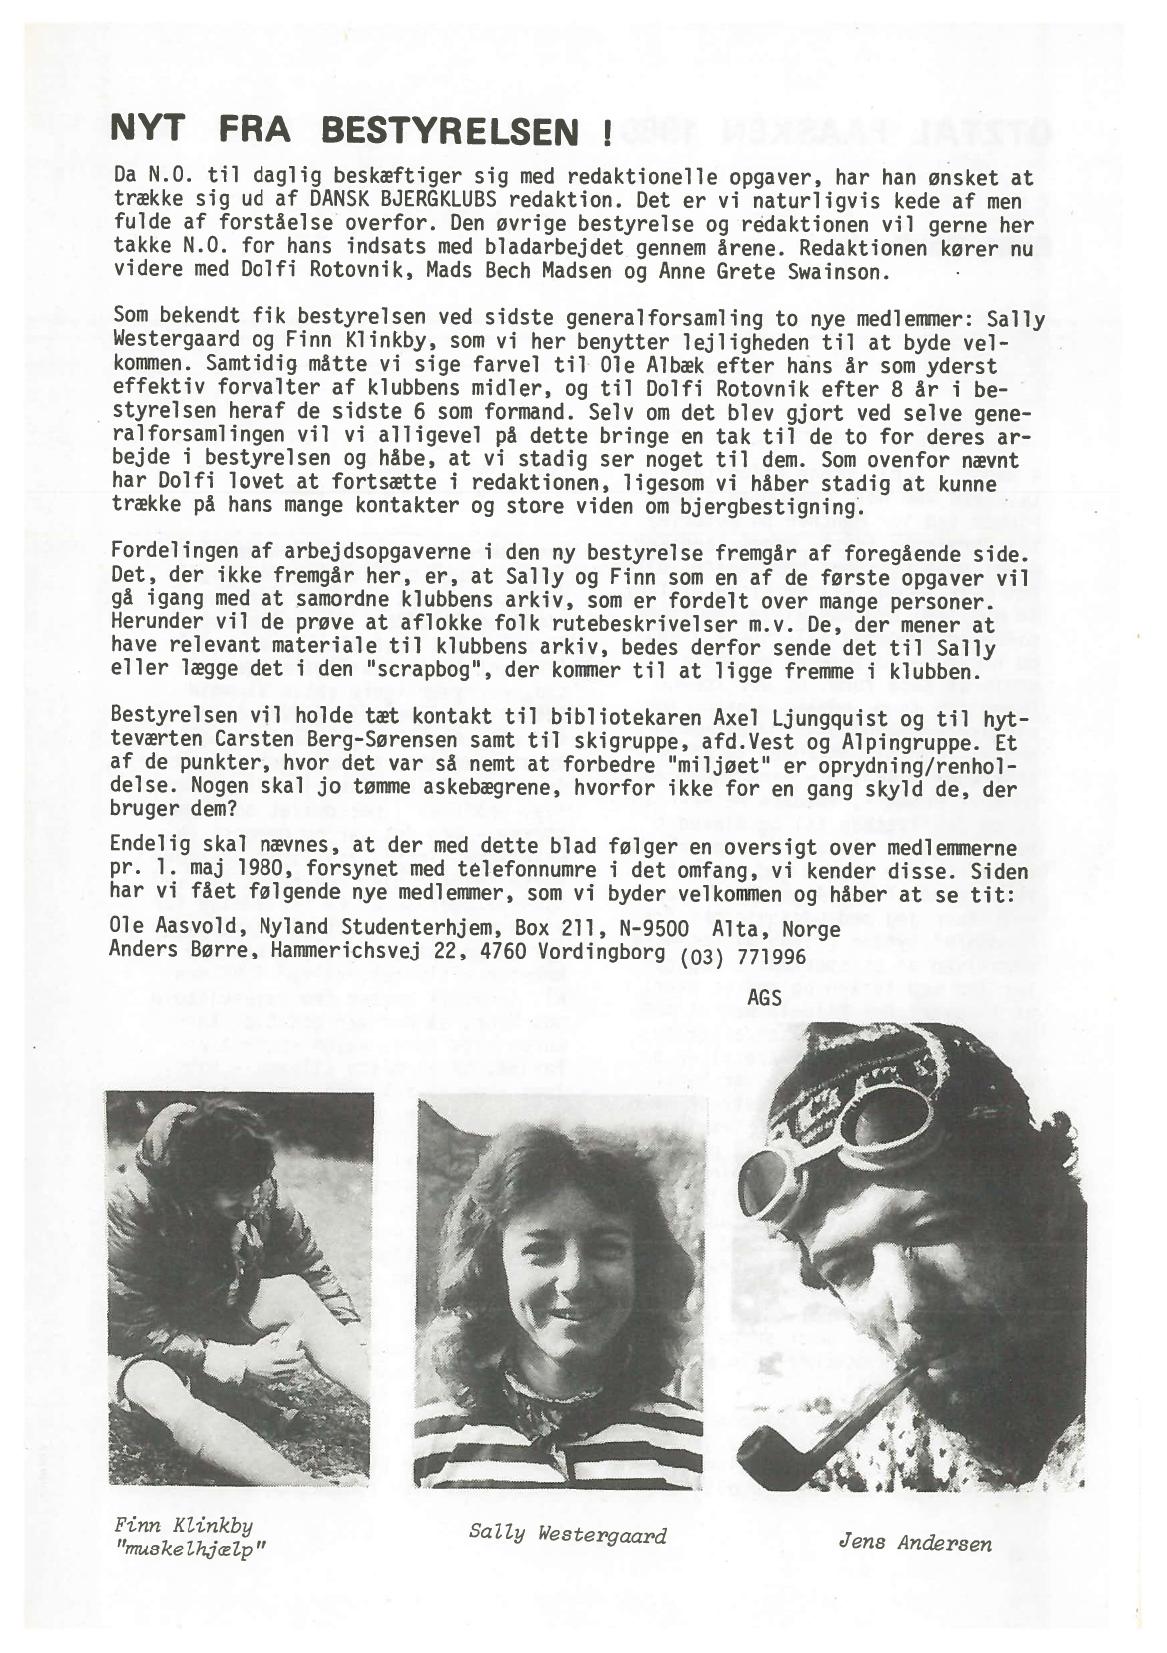 NYT FRA BESTYRELSEN !
Da N.O. til daglig beskæftiger sig med redaktionelle opgaver, har han ønsket at
trække sig ud af DANSK BJERGKLUBS redaktion. Det er vi naturligvis kede af men
fulde af forståelse overfor. Den øvrige bestyrelse og redaktionen vil gerne her
takke N.O. for hans indsats med bladarbejdet gennem årene. Redaktionen kører nu
videre med Dolfi Rotovnik, Mads Bech Madsen og Anne Grete Swainson.
Som bekendt fik bestyrelsen ved sidste generalforsamling to nye medlemmer: Sally
Westergaard og Finn Klinkby, som vi her benytter lejligheden til at byde vel-
kommen. Samtidig måtte vi sige farvel til Ole Albæk efter hans år som yderst
effektiv forvalter af klubbens midler, og til Dolfi Rotovnik efter 8 år i be-
styrelsen heraf de sidste 6 som formand. Selv om det blev gjort ved selve gene-
ralforsamlingen vil vi alligevel på dette bringe en tak til de to for deres ar-
bejde i bestyrelsen og håbe, at vi stadig ser noget til dem. Som ovenfor nævnt
har Dolfi lovet at fortsætte i redaktionen, ligesom vi håber stadig at kunne
trække på hans mange kontakter og store viden om bjergbestigning.
Fordelingen af arbejdsopgaverne i den ny bestyrelse fremgår af foregående side.
Det, der ikke fremgår her, er, at Sally og Finn som en af de første opgaver vil
gå igang med at samordne klubbens arkiv, som er fordelt over mange personer.
Herunder vil de prøve at aflokke folk rutebeskrivelser m.v. De, der mener at
have relevant materiale til klubbens arkiv, bedes derfor sende det til Sally
eller lægge det i den "scrapbog", der kommer til at ligge fremme i klubben.
Bestyrelsen vil holde tæt kontakt til bibliotekaren Axel Ljungquist og til hyt-
teværten Carsten Berg-Sørensen samt til skigruppe, afd.Vest og Alpingruppe. Et
af de punkter, hvor det var så nemt at forbedre "miljøet" er oprydning/renhol-
delse. Nogen skal jo tømme askebægrene, hvorfor ikke for en gang skyld de, der
bruger dem?
Endelig skal nævnes, at der med dette blad følger en oversigt over medlemmerne
pr. 1. maj 1980, forsynet med telefonnumre i det omfang, vi kender disse. Siden
har vi fået følgende nye medlemmer, som vi byder velkommen og håber at se tit:
Ole Aasvold, Nyland Studenterhjem, Box 211, N-9500 Alta, Norge
Anders Børre, Hammerichsvej 22, 4760 Vordingborg (03) 771996
AGS
Finn Klinkby
"muskelhjælp"
Sally Westergaard
Jens Andersen